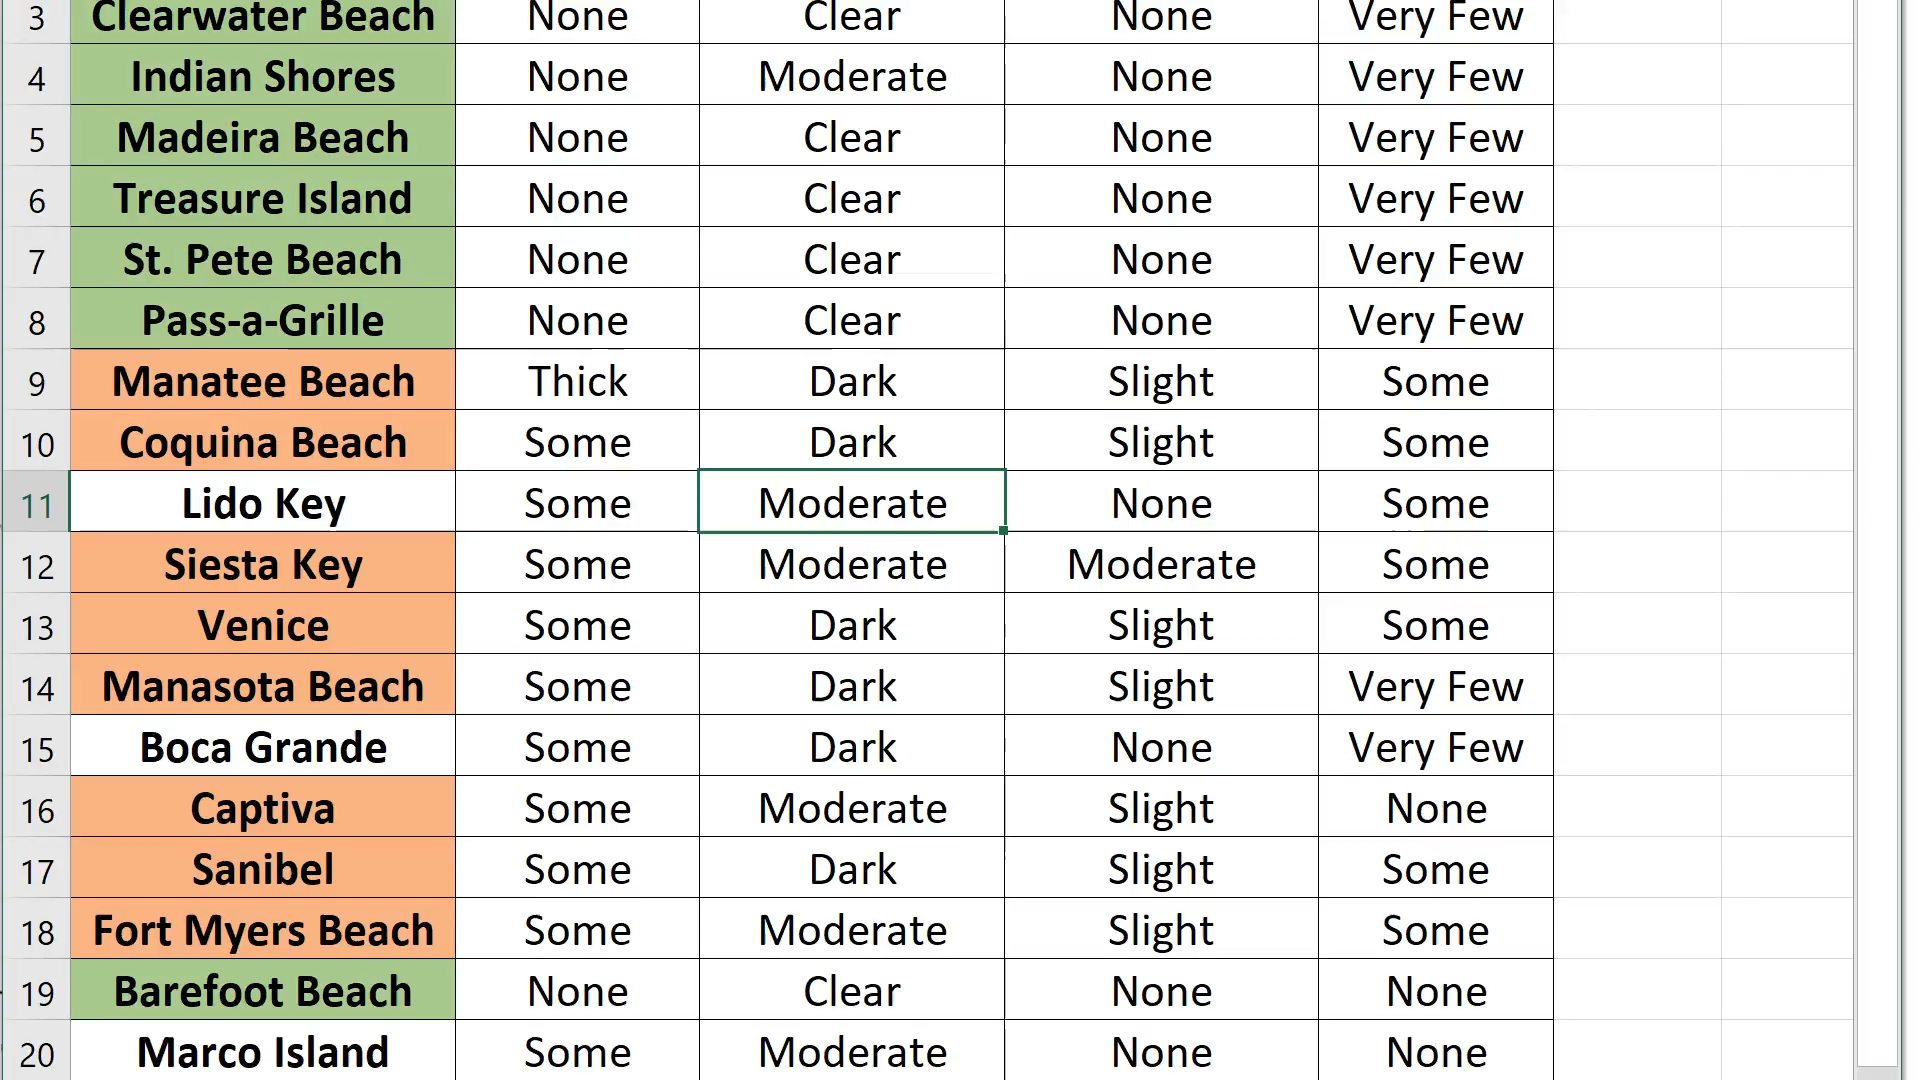 3 Clearwater Beach None Clear None Very Few
4 Indian Shores None Moderate None Very Few
5 Madeira Beach None Clear None Very Few
6 Treasure Island None Clear None Very Few
7 St. Pete Beach None Clear None Very Few
8 Pass-a-Grille None Clear None Very Few
9 Manatee Beach Thick Dark Slight Some
10 Coquina Beach Some Dark Slight Some
11 Lido Key Some Moderate None Some
12 Siesta Key Some Moderate Moderate Some
13 Venice Some Dark Slight Some
14 Manasota Beach Some Dark Slight Very Few
15 Boca Grande Some Dark None Very Few
16 Captiva Some Moderate Slight None
17 Sanibel Some Dark Slight Some
18 Fort Myers Beach Some Moderate Slight Some
19 Barefoot Beach None Clear None None
20 Marco Island Some Moderate None None